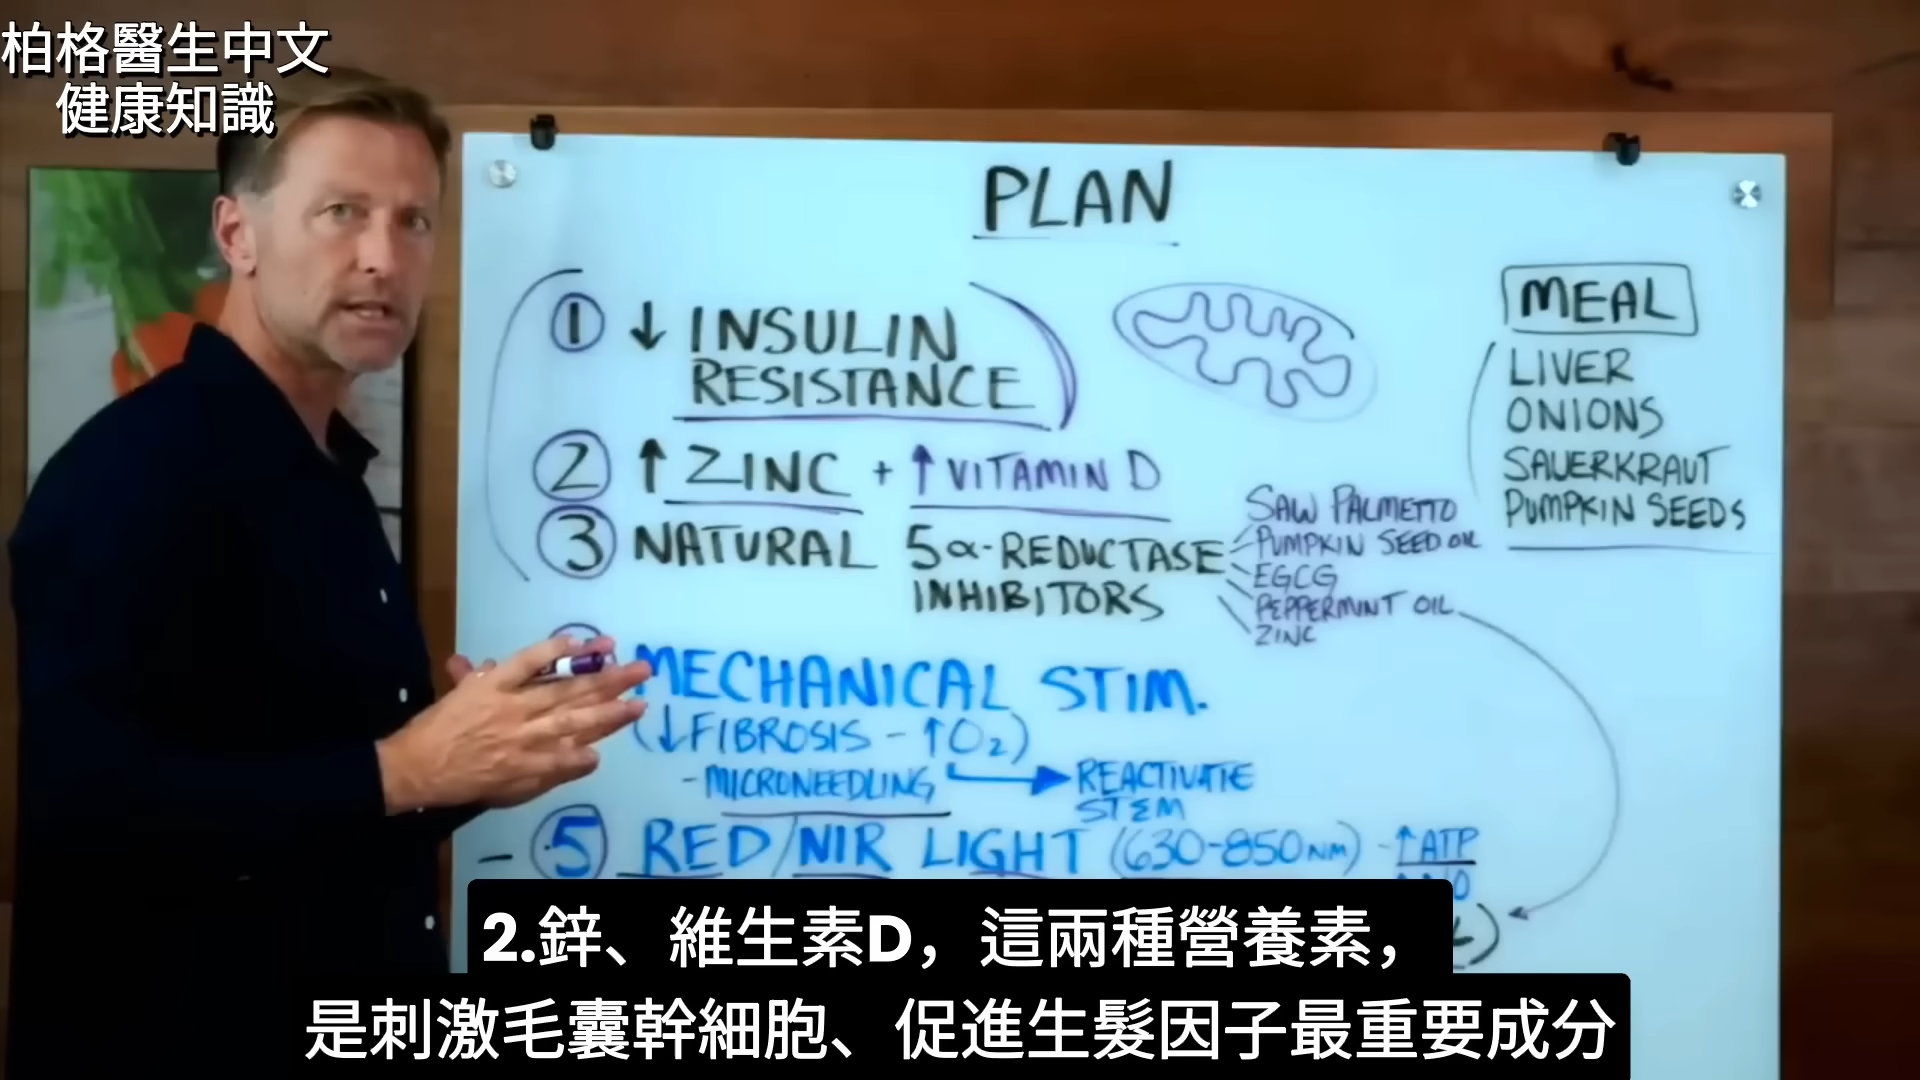 柏格醫生中文
健康知識
PLAN
① ↓ INSULIN
RESISTANCE
② ↑ ZINC + ↑ VITAMIN D
③ NATURAL 5α-REDUCTASE
INHIBITORS
SAW PALMETTO
PUMPKIN SEED OIL
EGCG
PEPPERMINT OIL
ZINC
MEAL
LIVER
ONIONS
SAUERKRAUT
PUMPKIN SEEDS
MECHANICAL STIM.
(↓FIBROSIS - ↑O₂)
- MICRONEEDLING → REACTIVATE
STEM
- ⑤ RED/NIR LIGHT (630-850NM) - ↑ATP
2.鋅、維生素D，這兩種營養素，
是刺激毛囊幹細胞、促進生髮因子最重要成分